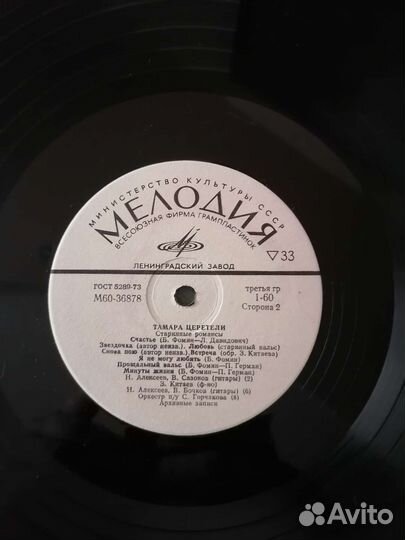 МИНИСТЕРСТВО КУЛЬТУРЫ СССР
МЕЛОДИЯ
ВСЕСОЮЗНАЯ ФИРМА ГРАМПЛАСТИНОК
▽33
ЛЕНИНГРАДСКИЙ ЗАВОД
ГОСТ 5289-73
М60-36878
третья гр
1-60
Сторона 2
ТАМАРА ЦЕРЕТЕЛИ
Старинные романсы
Счастье (Б. Фомин—Л. Давидович)
Звездочка (автор неизв.). Любовь (старинный вальс)
Снова пою (автор неизв.). Встреча (обр. З. Китаева)
Я не могу любить (Б. Фомин)
Прощальный вальс (Б. Фомин—П. Герман)
Минуты жизни (Б. Фомин—П. Герман)
Н. Алексеев, В. Сазонов (гитары) (2)
З. Китаев (ф-но)
Н. Алексеев, В. Бочков (гитары) (6)
Оркестр п/у С. Горчакова (8)
Архивные записи
Avito